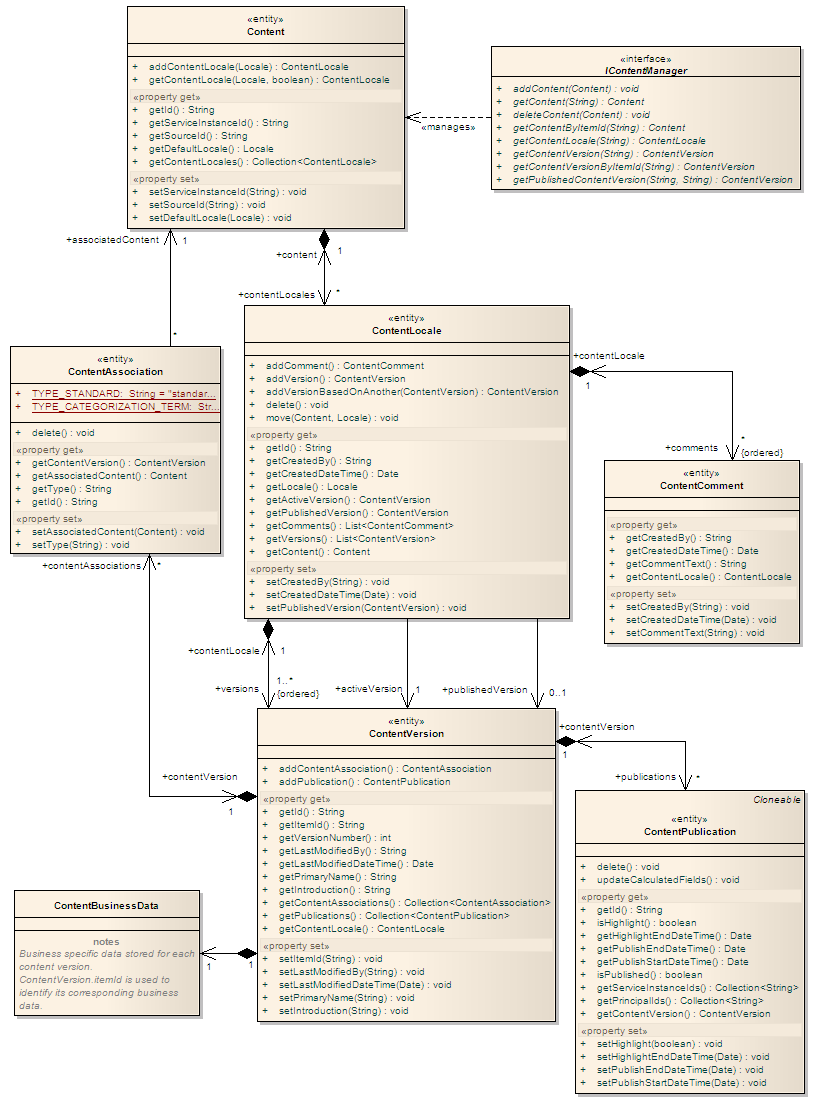 «entity»
Content
+ addContentLocale(Locale) : ContentLocale
+ getContentLocale(Locale, boolean) : ContentLocale
«property get»
+ getId() : String
+ getServiceInstanceId() : String
+ getSourceId() : String
+ getDefaultLocale() : Locale
+ getContentLocales() : Collection<ContentLocale>
«property set»
+ setServiceInstanceId(String) : void
+ setSourceId(String) : void
+ setDefaultLocale(Locale) : void
«interface»
IContentManager
+ addContent(Content) : void
+ getContent(String) : Content
+ deleteContent(Content) : void
+ getContentByItemId(String) : Content
+ getContentLocale(String) : ContentLocale
+ getContentVersion(String) : ContentVersion
+ getContentVersionByItemId(String) : ContentVersion
+ getPublishedContentVersion(String, String) : ContentVersion
«manages»
+associatedContent
1
*
+content
1
+contentLocales
*
«entity»
ContentLocale
+ addComment() : ContentComment
+ addVersion() : ContentVersion
+ addVersionBasedOnAnother(ContentVersion) : ContentVersion
+ delete() : void
+ move(Content, Locale) : void
«property get»
+ getId() : String
+ getCreatedBy() : String
+ getCreatedDateTime() : Date
+ getLocale() : Locale
+ getActiveVersion() : ContentVersion
+ getPublishedVersion() : ContentVersion
+ getComments() : List<ContentComment>
+ getVersions() : List<ContentVersion>
+ getContent() : Content
«property set»
+ setCreatedBy(String) : void
+ setCreatedDateTime(Date) : void
+ setPublishedVersion(ContentVersion) : void
«entity»
ContentAssociation
+ TYPE_STANDARD: String = "standar...
+ TYPE_CATEGORIZATION_TERM: Str...
+ delete() : void
«property get»
+ getContentVersion() : ContentVersion
+ getAssociatedContent() : Content
+ getType() : String
+ getId() : String
«property set»
+ setAssociatedContent(Content) : void
+ setType(String) : void
+contentAssociations
*
+contentLocale
1
+comments
*
{ordered}
«entity»
ContentComment
«property get»
+ getCreatedBy() : String
+ getCreatedDateTime() : Date
+ getCommentText() : String
+ getContentLocale() : ContentLocale
«property set»
+ setCreatedBy(String) : void
+ setCreatedDateTime(Date) : void
+ setCommentText(String) : void
+contentLocale
1
+versions
1..*
{ordered}
+activeVersion
1
+publishedVersion
0..1
«entity»
ContentVersion
+ addContentAssociation() : ContentAssociation
+ addPublication() : ContentPublication
«property get»
+ getId() : String
+ getItemId() : String
+ getVersionNumber() : int
+ getLastModifiedBy() : String
+ getLastModifiedDateTime() : Date
+ getPrimaryName() : String
+ getIntroduction() : String
+ getContentAssociations() : Collection<ContentAssociation>
+ getPublications() : Collection<ContentPublication>
+ getContentLocale() : ContentLocale
«property set»
+ setItemId(String) : void
+ setLastModifiedBy(String) : void
+ setLastModifiedDateTime(Date) : void
+ setPrimaryName(String) : void
+ setIntroduction(String) : void
+contentVersion
1
+contentVersion
1
+publications
*
Cloneable
«entity»
ContentPublication
+ delete() : void
+ updateCalculatedFields() : void
«property get»
+ getId() : String
+ isHighlight() : boolean
+ getHighlightEndDateTime() : Date
+ getPublishEndDateTime() : Date
+ getPublishStartDateTime() : Date
+ isPublished() : boolean
+ getServiceInstanceIds() : Collection<String>
+ getPrincipalIds() : Collection<String>
+ getContentVersion() : ContentVersion
«property set»
+ setHighlight(boolean) : void
+ setHighlightEndDateTime(Date) : void
+ setPublishEndDateTime(Date) : void
+ setPublishStartDateTime(Date) : void
ContentBusinessData
notes
Business specific data stored for each
content version.
ContentVersion.itemId is used to
identify its corresponding business
data.
1
1